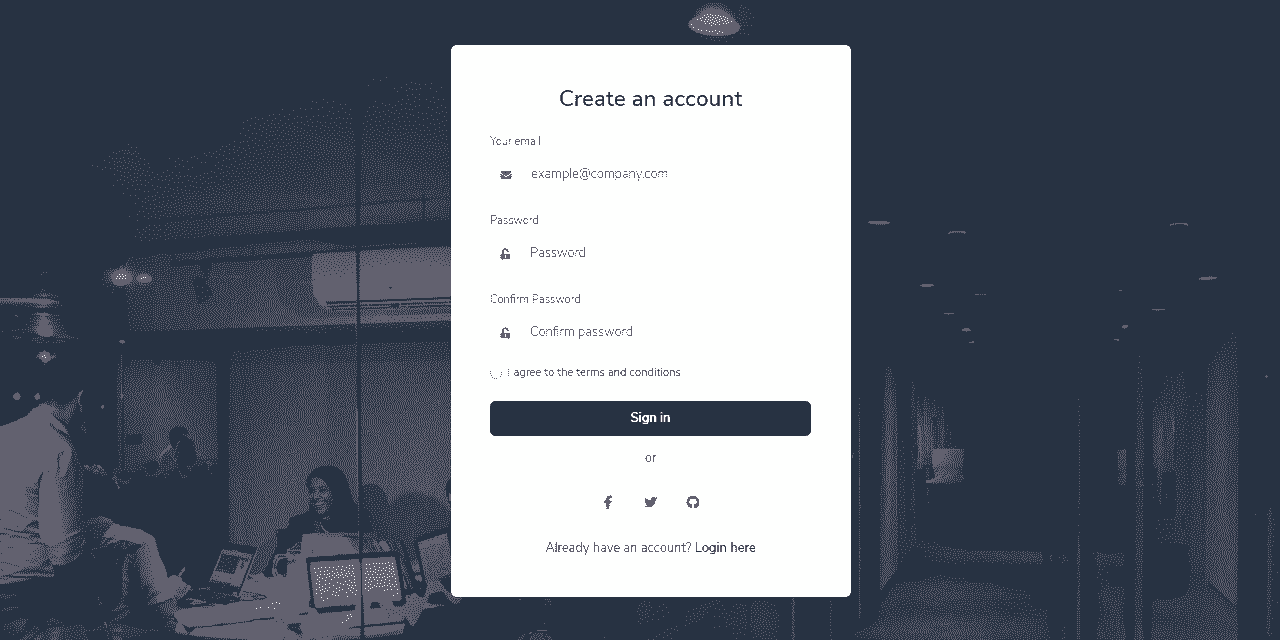 Create an account
Your email
example@company.com
Password
Password
Confirm Password
Confirm password
I agree to the terms and conditions
Sign in
or
Already have an account? Login here